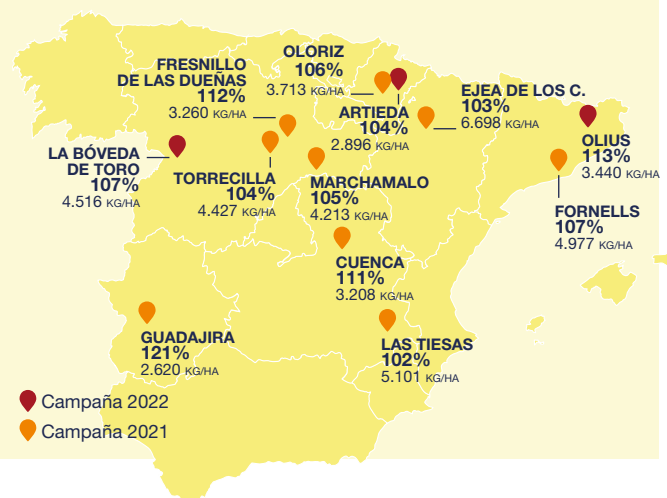 OLORIZ
106%
3.713 KG/HA
FRESNILLO
DE LAS DUEÑAS
112%
3.260 KG/HA
ARTIEDA
104%
2.896 KG/HA
EJEA DE LOS C.
103%
6.698 KG/HA
OLIUS
113%
3.440 KG/HA
LA BÓVEDA
DE TORO
107%
4.516 KG/HA
TORRECILLA
104%
4.427 KG/HA
MARCHAMALO
105%
4.213 KG/HA
FORNELLS
107%
4.977 KG/HA
CUENCA
111%
3.208 KG/HA
GUADAJIRA
121%
2.620 KG/HA
LAS TIESAS
102%
5.101 KG/HA
Campaña 2022
Campaña 2021